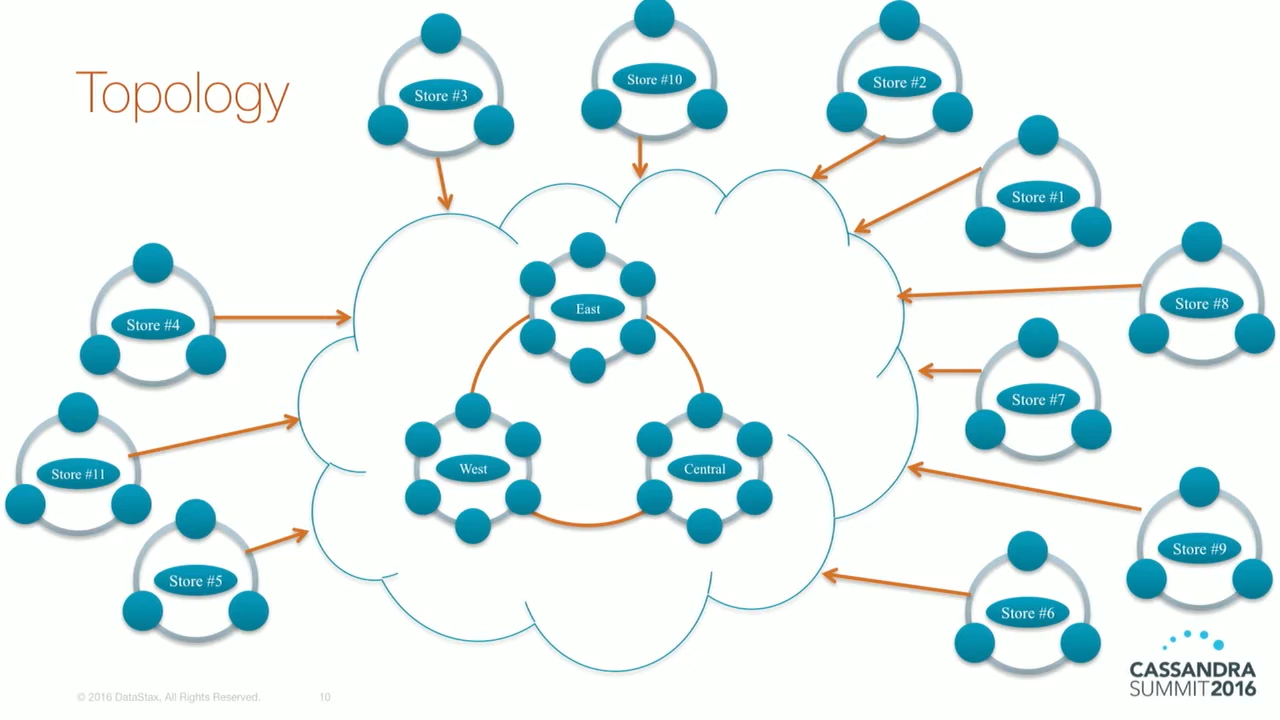 Topology
Store #3
Store #10
Store #2
Store #1
Store #8
Store #4
East
Store #7
Store #11
West
Central
Store #9
Store #5
Store #6
© 2016 DataStax, All Rights Reserved.
10
CASSANDRA
SUMMIT2016